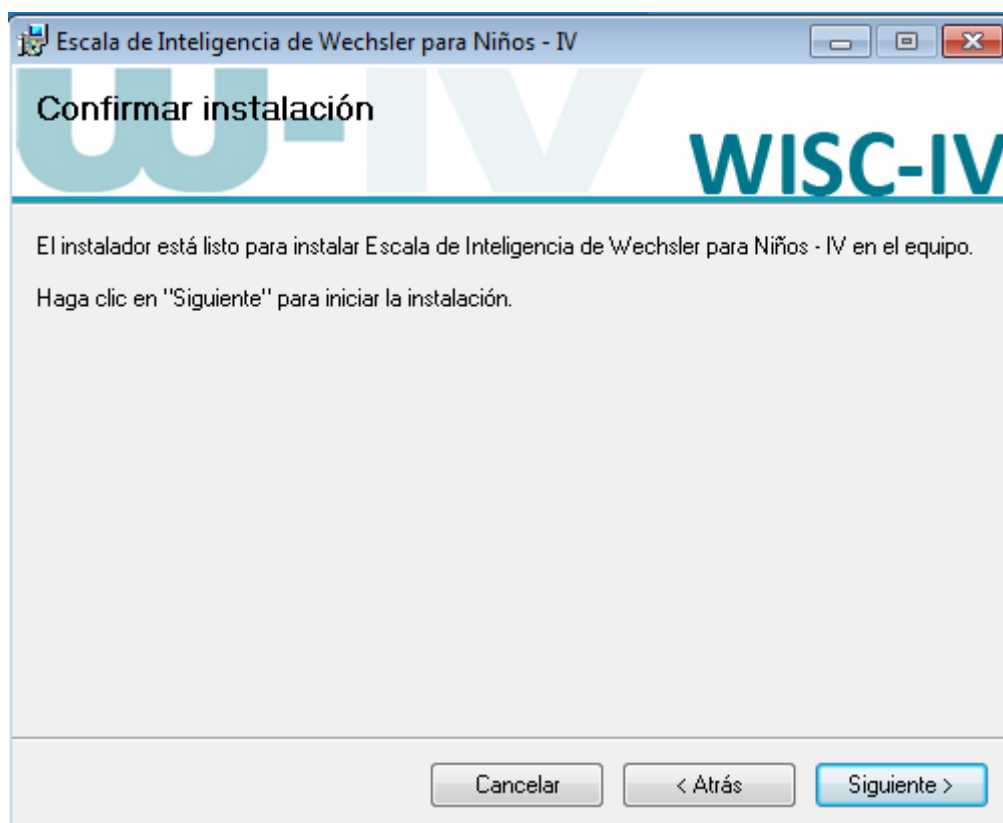 Escala de Inteligencia de Wechsler para Niños - IV
Confirmar instalación
W-IV
WISC-IV
El instalador está listo para instalar Escala de Inteligencia de Wechsler para Niños - IV en el equipo.
Haga clic en "Siguiente" para iniciar la instalación.
Cancelar
< Atrás
Siguiente >